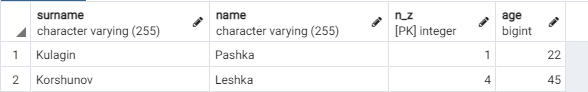 surname name n_z age
character varying (255) character varying (255) [PK] integer bigint
1 Kulagin Pashka 1 22
2 Korshunov Leshka 4 45